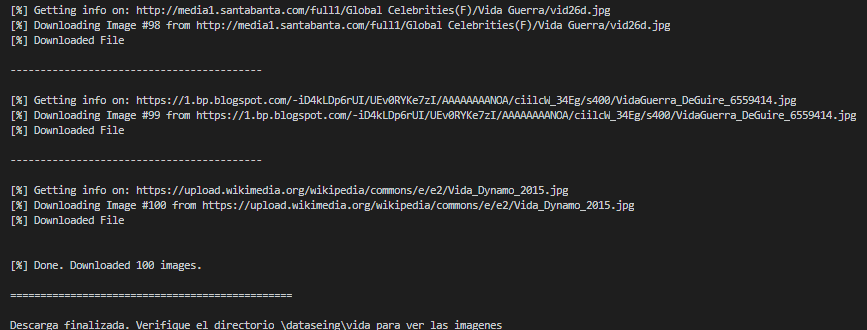 [%] Getting info on: http://media1.santabanta.com/full1/Global Celebrities(F)/Vida Guerra/vid26d.jpg
[%] Downloading Image #98 from http://media1.santabanta.com/full1/Global Celebrities(F)/Vida Guerra/vid26d.jpg
[%] Downloaded File
------------------------------------------
[%] Getting info on: https://1.bp.blogspot.com/-iD4kLDp6rUI/UEv0RYKe7zI/AAAAAAAANOA/ciilcW_34Eg/s400/VidaGuerra_DeGuire_6559414.jpg
[%] Downloading Image #99 from https://1.bp.blogspot.com/-iD4kLDp6rUI/UEv0RYKe7zI/AAAAAAAANOA/ciilcW_34Eg/s400/VidaGuerra_DeGuire_6559414.jpg
[%] Downloaded File
------------------------------------------
[%] Getting info on: https://upload.wikimedia.org/wikipedia/commons/e/e2/Vida_Dynamo_2015.jpg
[%] Downloading Image #100 from https://upload.wikimedia.org/wikipedia/commons/e/e2/Vida_Dynamo_2015.jpg
[%] Downloaded File
[%] Done. Downloaded 100 images.
===============================================
Descarga finalizada. Verifique el directorio \dataseing\vida para ver las imagenes